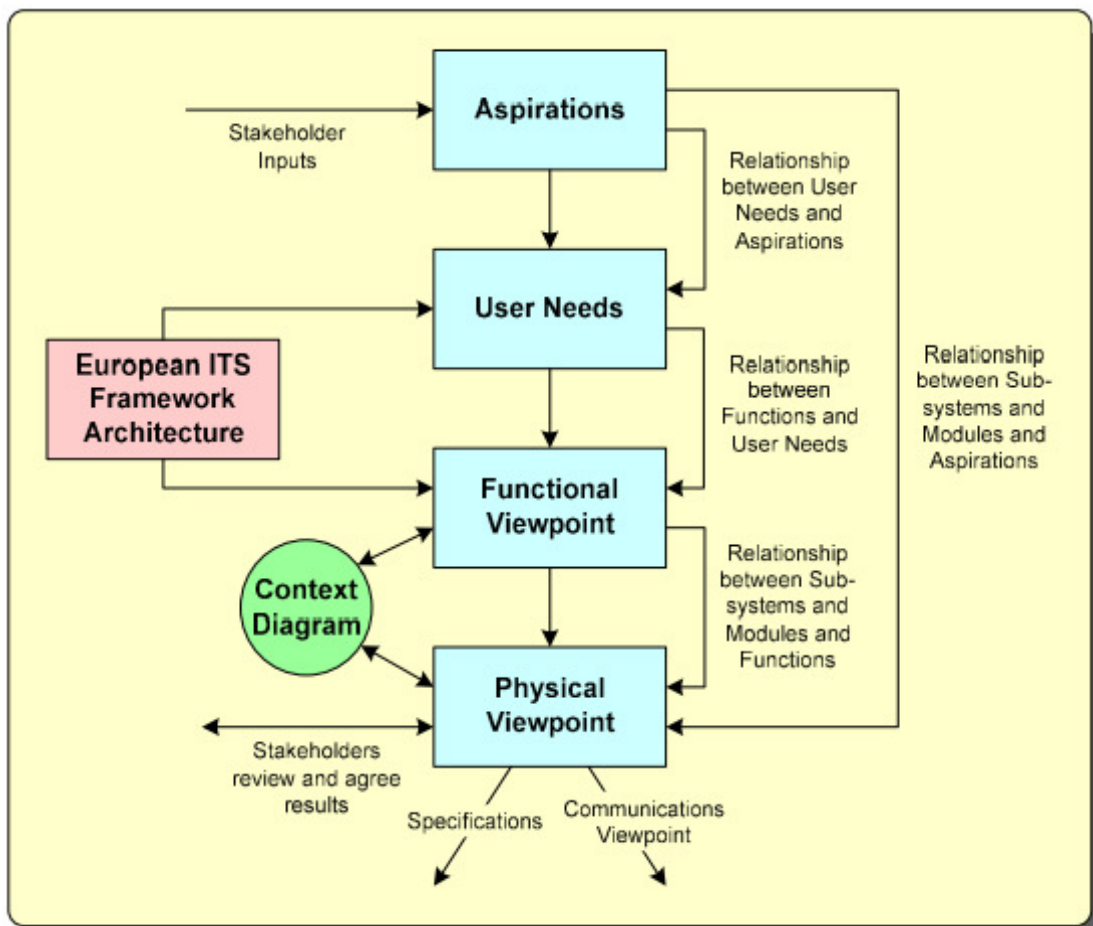 Aspirations
Stakeholder
Inputs
Relationship
between User
Needs and
Aspirations
User Needs
European ITS
Framework
Architecture
Relationship
between
Functions and
User Needs
Relationship
between Sub-
systems and
Modules and
Aspirations
Functional
Viewpoint
Context
Diagram
Relationship
between Sub-
systems and
Modules and
Functions
Physical
Viewpoint
Stakeholders
review and agree
results
Specifications
Communications
Viewpoint